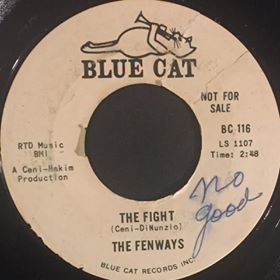 BLUE CAT
NOT FOR
SALE
BC 116
LS 1107
Time: 2:48
RTD Music
BMI
A Ceni-Hnkim
Production
THE FIGHT
(Ceni-DiNunzio)
THE FENWAYS
BLUE CAT RECORDS INC.
no
good